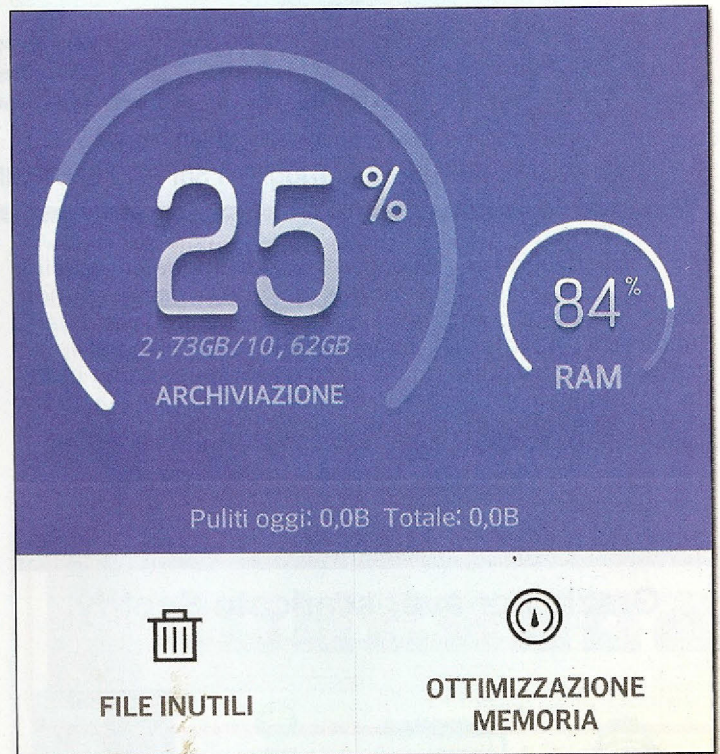 25%
2,73GB/10,62GB
ARCHIVIAZIONE
84%
RAM
Puliti oggi: 0,0B Totale: 0,0B
FILE INUTILI
OTTIMIZZAZIONE
MEMORIA